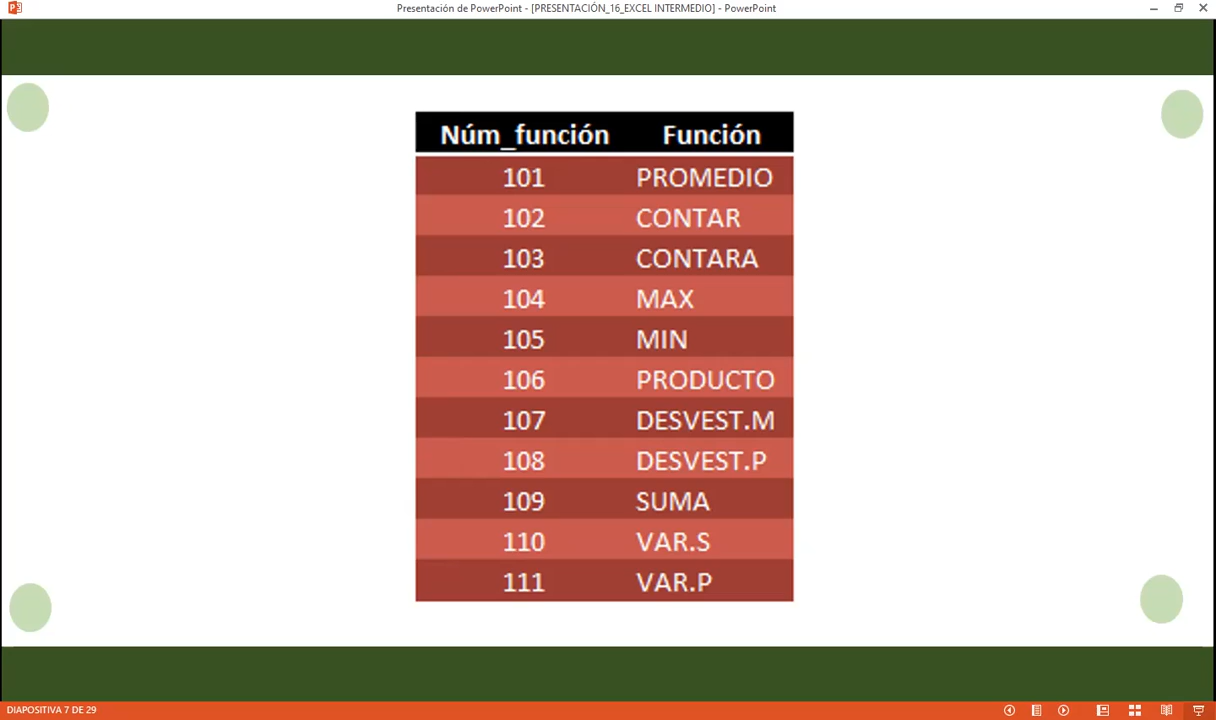 Presentación de PowerPoint - [PRESENTACIÓN_16_EXCEL INTERMEDIO] - PowerPoint
Núm_función Función
101 PROMEDIO
102 CONTAR
103 CONTARA
104 MAX
105 MIN
106 PRODUCTO
107 DESVEST.M
108 DESVEST.P
109 SUMA
110 VAR.S
111 VAR.P
DIAPOSITIVA 7 DE 29